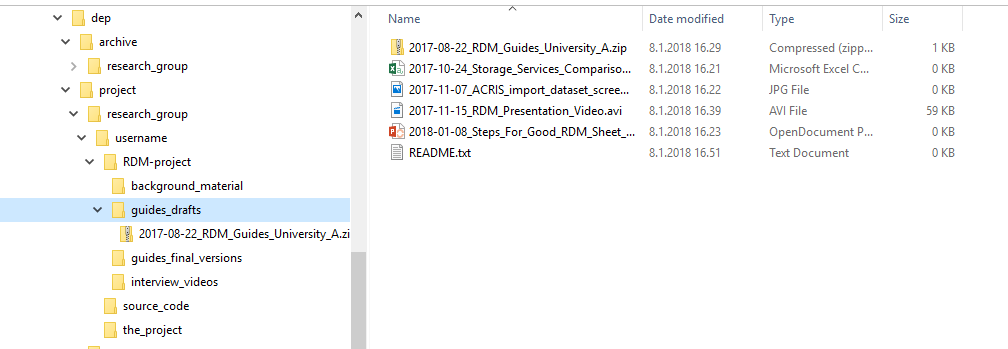 dep
archive
research_group
project
research_group
username
RDM-project
background_material
guides_drafts
2017-08-22_RDM_Guides_University_A.zi
guides_final_versions
interview_videos
source_code
the_project
Name Date modified Type Size
2017-08-22_RDM_Guides_University_A.zip 8.1.2018 16.29 Compressed (zipp... 1 KB
2017-10-24_Storage_Services_Compariso... 8.1.2018 16.21 Microsoft Excel C... 0 KB
2017-11-07_ACRIS_import_dataset_scree... 8.1.2018 16.22 JPG File 0 KB
2017-11-15_RDM_Presentation_Video.avi 8.1.2018 16.39 AVI File 59 KB
2018-01-08_Steps_For_Good_RDM_Sheet_... 8.1.2018 16.23 OpenDocument P... 0 KB
README.txt 8.1.2018 16.51 Text Document 0 KB